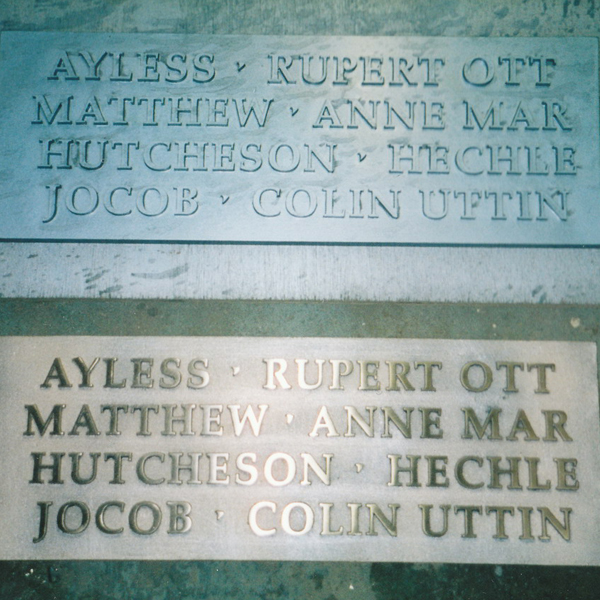 AYLESS · RUPERT OTT
MATTHEW · ANNE MAR
HUTCHESON · HECHLE
JOCOB · COLIN UTTIN
AYLESS · RUPERT OTT
MATTHEW · ANNE MAR
HUTCHESON · HECHLE
JOCOB · COLIN UTTIN